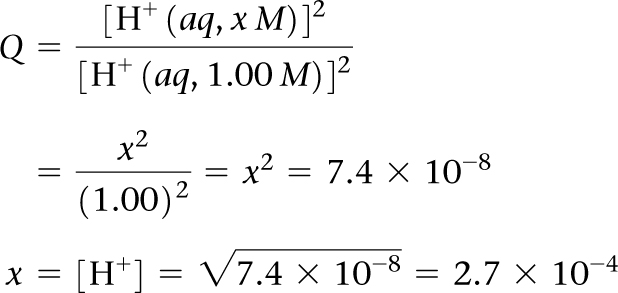 Q = [H⁺ (aq, x M)]² / [H⁺ (aq, 1.00 M)]²
= x² / (1.00)² = x² = 7.4 × 10⁻⁸
x = [H⁺] = √7.4 × 10⁻⁸ = 2.7 × 10⁻⁴